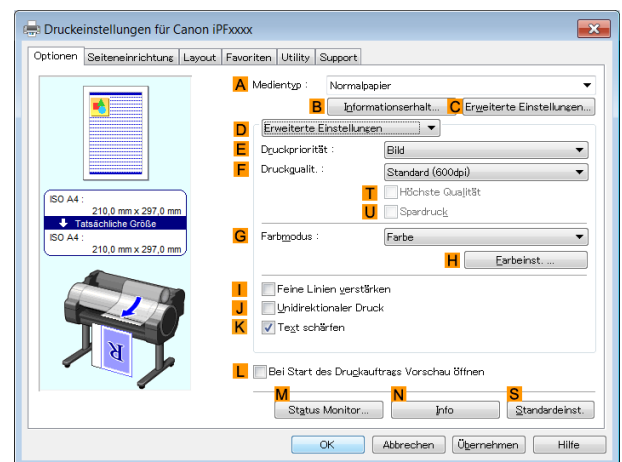 Druckeinstellungen für Canon iPFxxxx
Optionen Seiteneinrichtung Layout Favoriten Utility Support
A Medientyp : Normalpapier
B Informationserhalt... C Erweiterte Einstellungen...
D Erweiterte Einstellungen
E Druckpriorität : Bild
F Druckqualit. : Standard (600dpi)
T Höchste Qualität
U Spardruck
ISO A4 :
210,0 mm x 297,0 mm
Tatsächliche Größe
ISO A4 :
210,0 mm x 297,0 mm
G Farbmodus : Farbe
H Farbeinst. ...
I Feine Linien verstärken
J Unidirektionaler Druck
K Text schärfen
L Bei Start des Druckauftrags Vorschau öffnen
M N S
Status Monitor... Info Standardeinst.
OK Abbrechen Übernehmen Hilfe